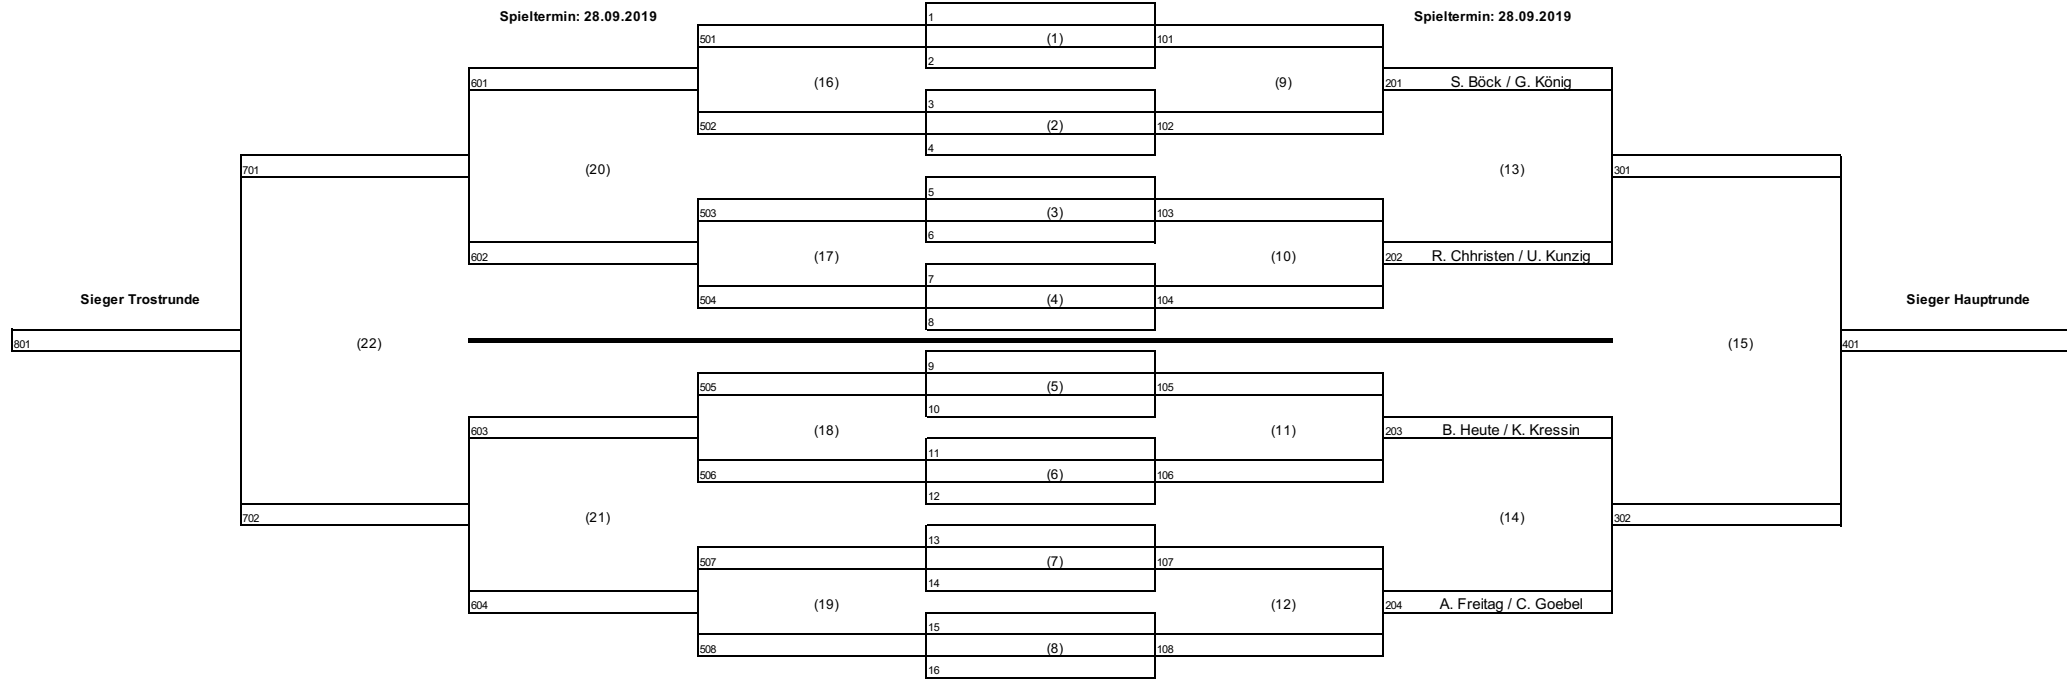 Spieltermin: 28.09.2019 1 Spieltermin: 28.09.2019
501 (1) 101
2
601 (16) (9) 201 S. Böck / G. König
3
502 (2) 102
4
701 (20) (13) 301
5
503 (3) 103
6
602 (17) (10) 202 R. Chhristen / U. Kunzig
7
Sieger Trostrunde 504 (4) 104 Sieger Hauptrunde
8
801 (22) (15) 401
9
505 (5) 105
10
603 (18) (11) 203 B. Heute / K. Kressin
11
506 (6) 106
12
702 (21) (14) 302
13
507 (7) 107
14
604 (19) (12) 204 A. Freitag / C. Goebel
15
508 (8) 108
16